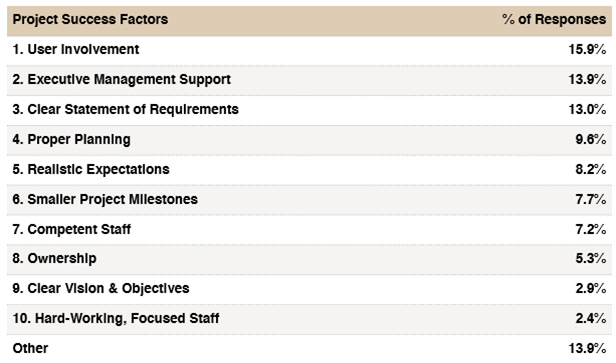 Project Success Factors % of Responses
1. User Involvement 15.9%
2. Executive Management Support 13.9%
3. Clear Statement of Requirements 13.0%
4. Proper Planning 9.6%
5. Realistic Expectations 8.2%
6. Smaller Project Milestones 7.7%
7. Competent Staff 7.2%
8. Ownership 5.3%
9. Clear Vision & Objectives 2.9%
10. Hard-Working, Focused Staff 2.4%
Other 13.9%